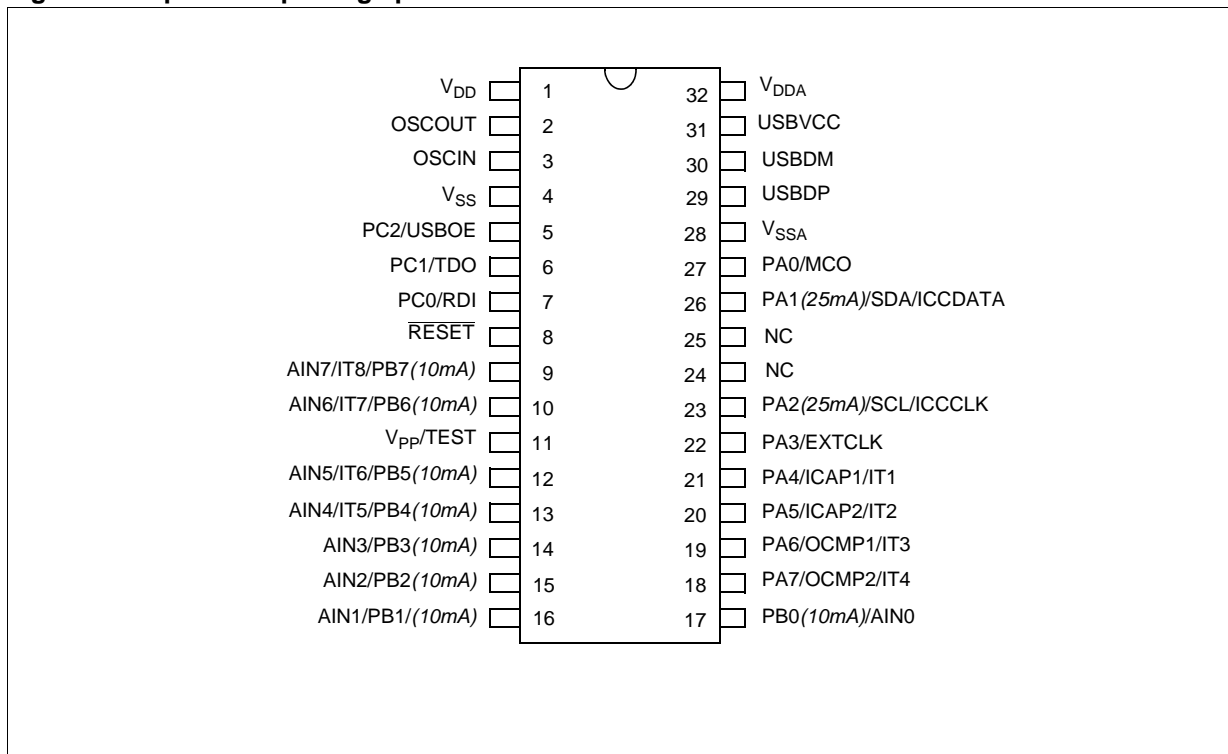 V_DD 1 32 V_DDA
OSCOUT 2 31 USBVCC
OSCIN 3 30 USBDM
V_SS 4 29 USBDP
PC2/USBOE 5 28 V_SSA
PC1/TDO 6 27 PA0/MCO
PC0/RDI 7 26 PA1(25mA)/SDA/ICCDATA
RESET 8 25 NC
AIN7/IT8/PB7(10mA) 9 24 NC
AIN6/IT7/PB6(10mA) 10 23 PA2(25mA)/SCL/ICCCLK
V_PP/TEST 11 22 PA3/EXTCLK
AIN5/IT6/PB5(10mA) 12 21 PA4/ICAP1/IT1
AIN4/IT5/PB4(10mA) 13 20 PA5/ICAP2/IT2
AIN3/PB3(10mA) 14 19 PA6/OCMP1/IT3
AIN2/PB2(10mA) 15 18 PA7/OCMP2/IT4
AIN1/PB1/(10mA) 16 17 PB0(10mA)/AIN0